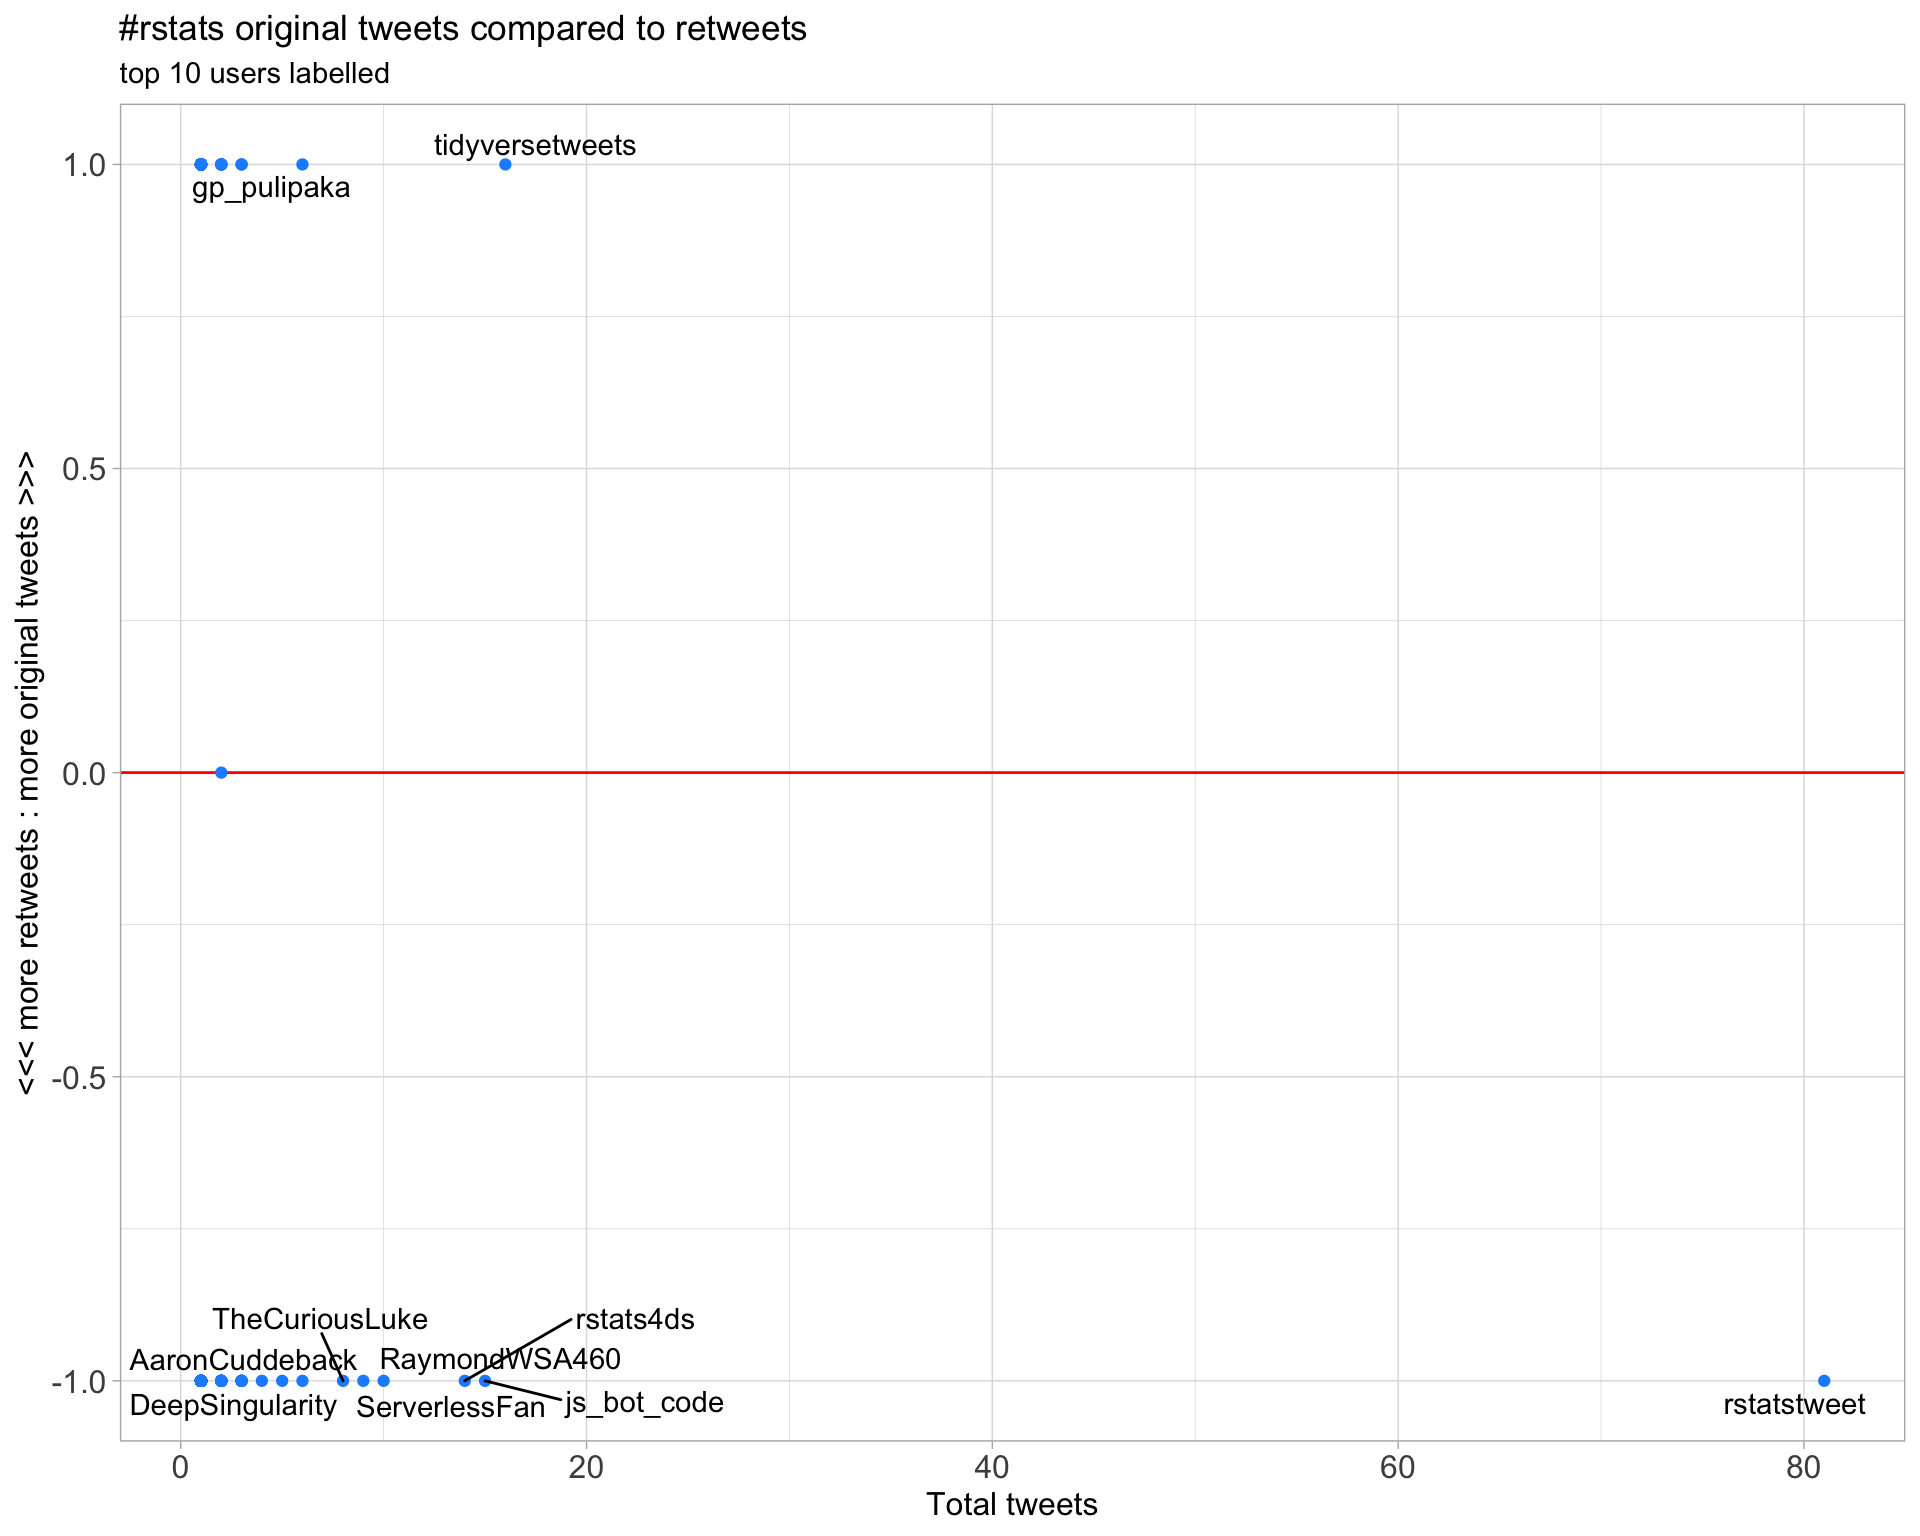 #rstats original tweets compared to retweets
top 10 users labelled
<<< more retweets : more original tweets >>>
1.0
0.5
0.0
-0.5
-1.0
tidyversetweets
gp_pulipaka
TheCuriousLuke
rstats4ds
AaronCuddeback
RaymondWSA460
DeepSingularity
ServerlessFan
js_bot_code
rstatstweet
0
20
40
60
80
Total tweets